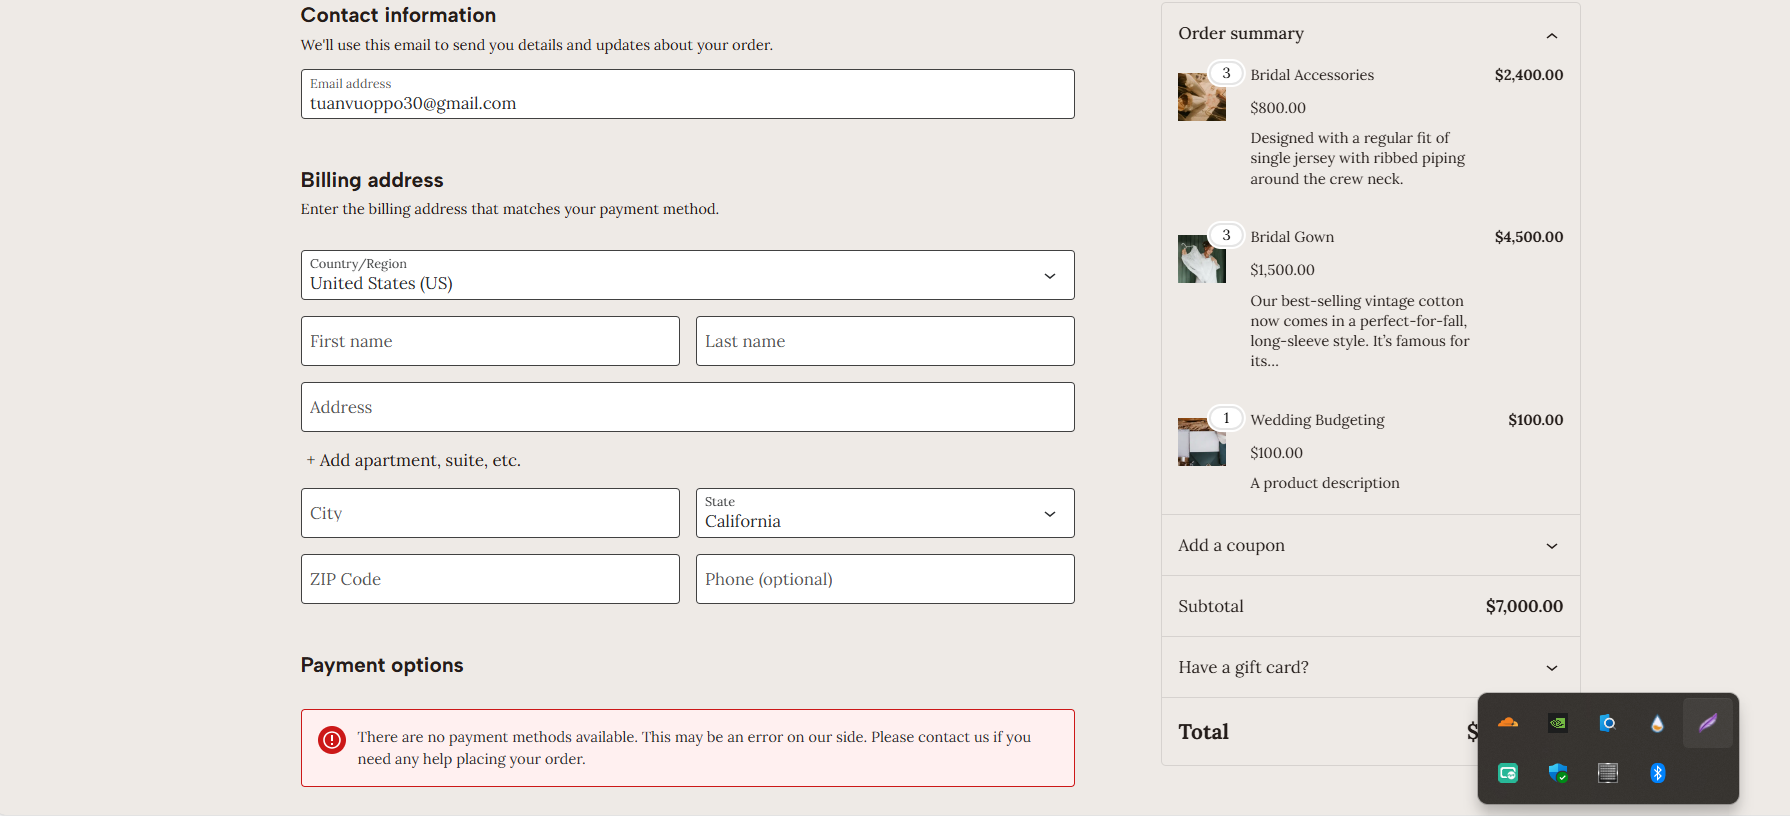 Contact information
We'll use this email to send you details and updates about your order.
Email address
tuanvuoppo30@gmail.com
Billing address
Enter the billing address that matches your payment method.
Country/Region
United States (US)
First name
Last name
Address
+ Add apartment, suite, etc.
City
State
California
ZIP Code
Phone (optional)
Payment options
There are no payment methods available. This may be an error on our side. Please contact us if you
need any help placing your order.
Order summary
3
Bridal Accessories
$2,400.00
$800.00
Designed with a regular fit of
single jersey with ribbed piping
around the crew neck.
3
Bridal Gown
$4,500.00
$1,500.00
Our best-selling vintage cotton
now comes in a perfect-for-fall,
long-sleeve style. It’s famous for
its…
1
Wedding Budgeting
$100.00
$100.00
A product description
Add a coupon
Subtotal
$7,000.00
Have a gift card?
Total
$